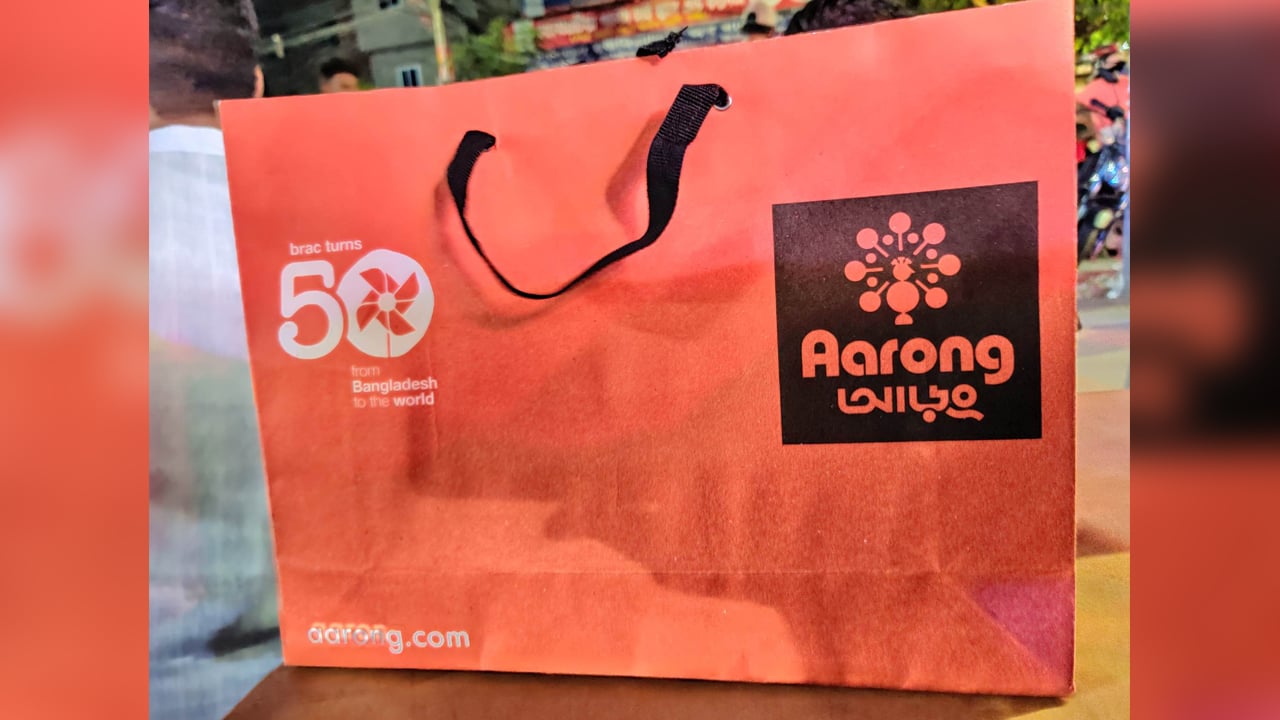 brac turns
50
from
Bangladesh
to the world
Aarong
আড়ং
aarong.com